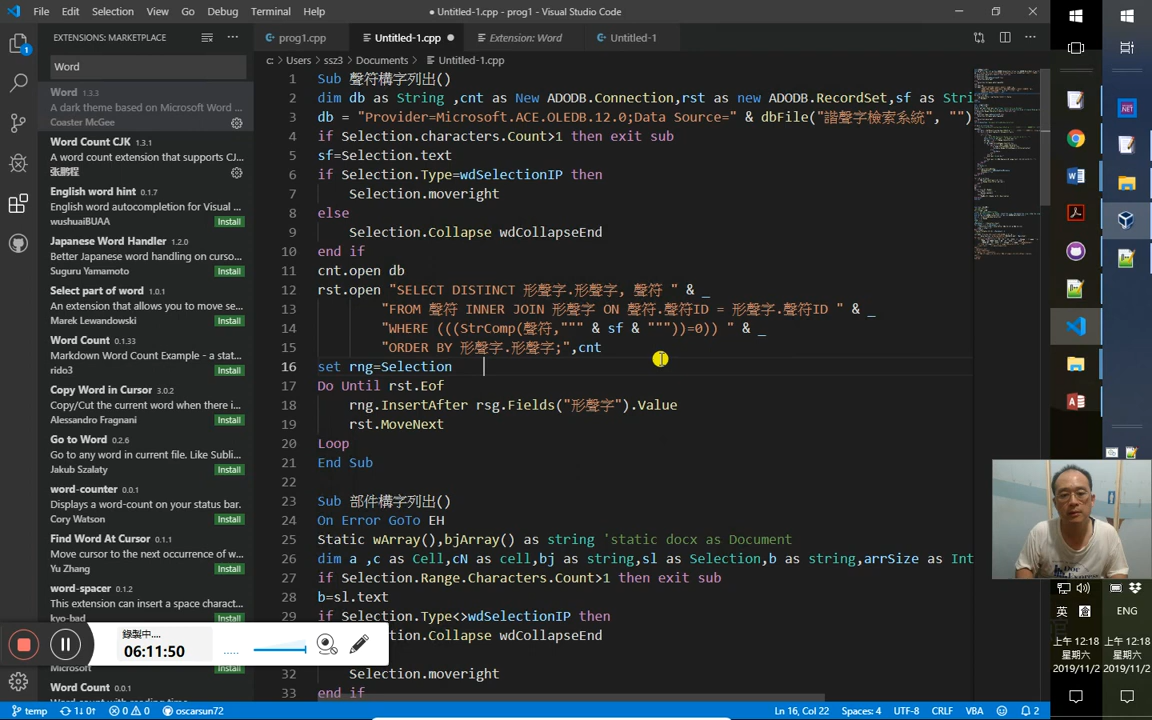 File Edit Selection View Go Debug Terminal Help
● Untitled-1.cpp - prog1 - Visual Studio Code
EXTENSIONS: MARKETPLACE
Word
Word 1.3.3
A dark theme based on Microsoft Word ...
Coaster McGee
Word Count CJK 1.3.1
A word count extension that supports CJ...
張鹏程
English word hint 0.1.7
English word autocompletion for Visual ...
wushuaiBUAA Install
Japanese Word Handler 1.2.0
Better Japanese word handling on curso...
Suguru Yamamoto Install
Select part of word 1.0.1
An extension that allows you to move se...
Marek Lewandowski Install
Word Count 0.1.33
Markdown Word Count Example - a stat...
rido3 Install
Copy Word in Cursor 3.0.2
Copy/Cut the current word when there i...
Alessandro Fragnani Install
Go to Word 0.2.6
Go to any word in current file. Like Subli...
Jakub Szalaty Install
word-counter 0.0.1
Displays a word-count on your status bar.
Cory Watson Install
Find Word At Cursor 0.1.1
Move cursor to the next occurrence of w...
Yu Zhang Install
word-spacer 0.1.2
This extension can insert a space charact...
kyo-bad
Microsoft
Word Count 0.0.1
prog1.cpp Untitled-1.cpp ● Extension: Word Untitled-1
c: > Users > ssz3 > Documents > Untitled-1.cpp
1 Sub 聲符構字列出()
2 dim db as String ,cnt as New ADODB.Connection,rst as new ADODB.RecordSet,sf as Stri
3 db = "Provider=Microsoft.ACE.OLEDB.12.0;Data Source=" & dbFile("諧聲字檢索系統", "")
4 if Selection.characters.Count>1 then exit sub
5 sf=Selection.text
6 if Selection.Type=wdSelectionIP then
7 Selection.moveright
8 else
9 Selection.Collapse wdCollapseEnd
10 end if
11 cnt.open db
12 rst.open "SELECT DISTINCT 形聲字.形聲字, 聲符 " & _
13 "FROM 聲符 INNER JOIN 形聲字 ON 聲符.聲符ID = 形聲字.聲符ID " & _
14 "WHERE (((StrComp(聲符,""" & sf & """))=0)) " & _
15 "ORDER BY 形聲字.形聲字;",cnt
16 set rng=Selection
17 Do Until rst.Eof
18 rng.InsertAfter rsg.Fields("形聲字").Value
19 rst.MoveNext
20 Loop
21 End Sub
22
23 Sub 部件構字列出()
24 On Error GoTo EH
25 Static wArray(),bjArray() as string 'static docx as Document
26 dim a ,c as Cell,cN as cell,bj as string,sl as Selection,b as string,arrSize as Int
27 if Selection.Range.Characters.Count>1 then exit sub
28 b=sl.text
29 if Selection.Type<>wdSelectionIP then
.Collapse wdCollapseEnd
32 Selection.moveright
33 end if
錄製中....
06:11:50
temp 1↓ 0↑ 0 0 oscarsun72
Ln 16, Col 22 Spaces: 4 UTF-8 CRLF VBA 2
英 倉
上午 12:18
星期六
2019/11/2
ENG
上午 12:18
星期六
2019/11/2